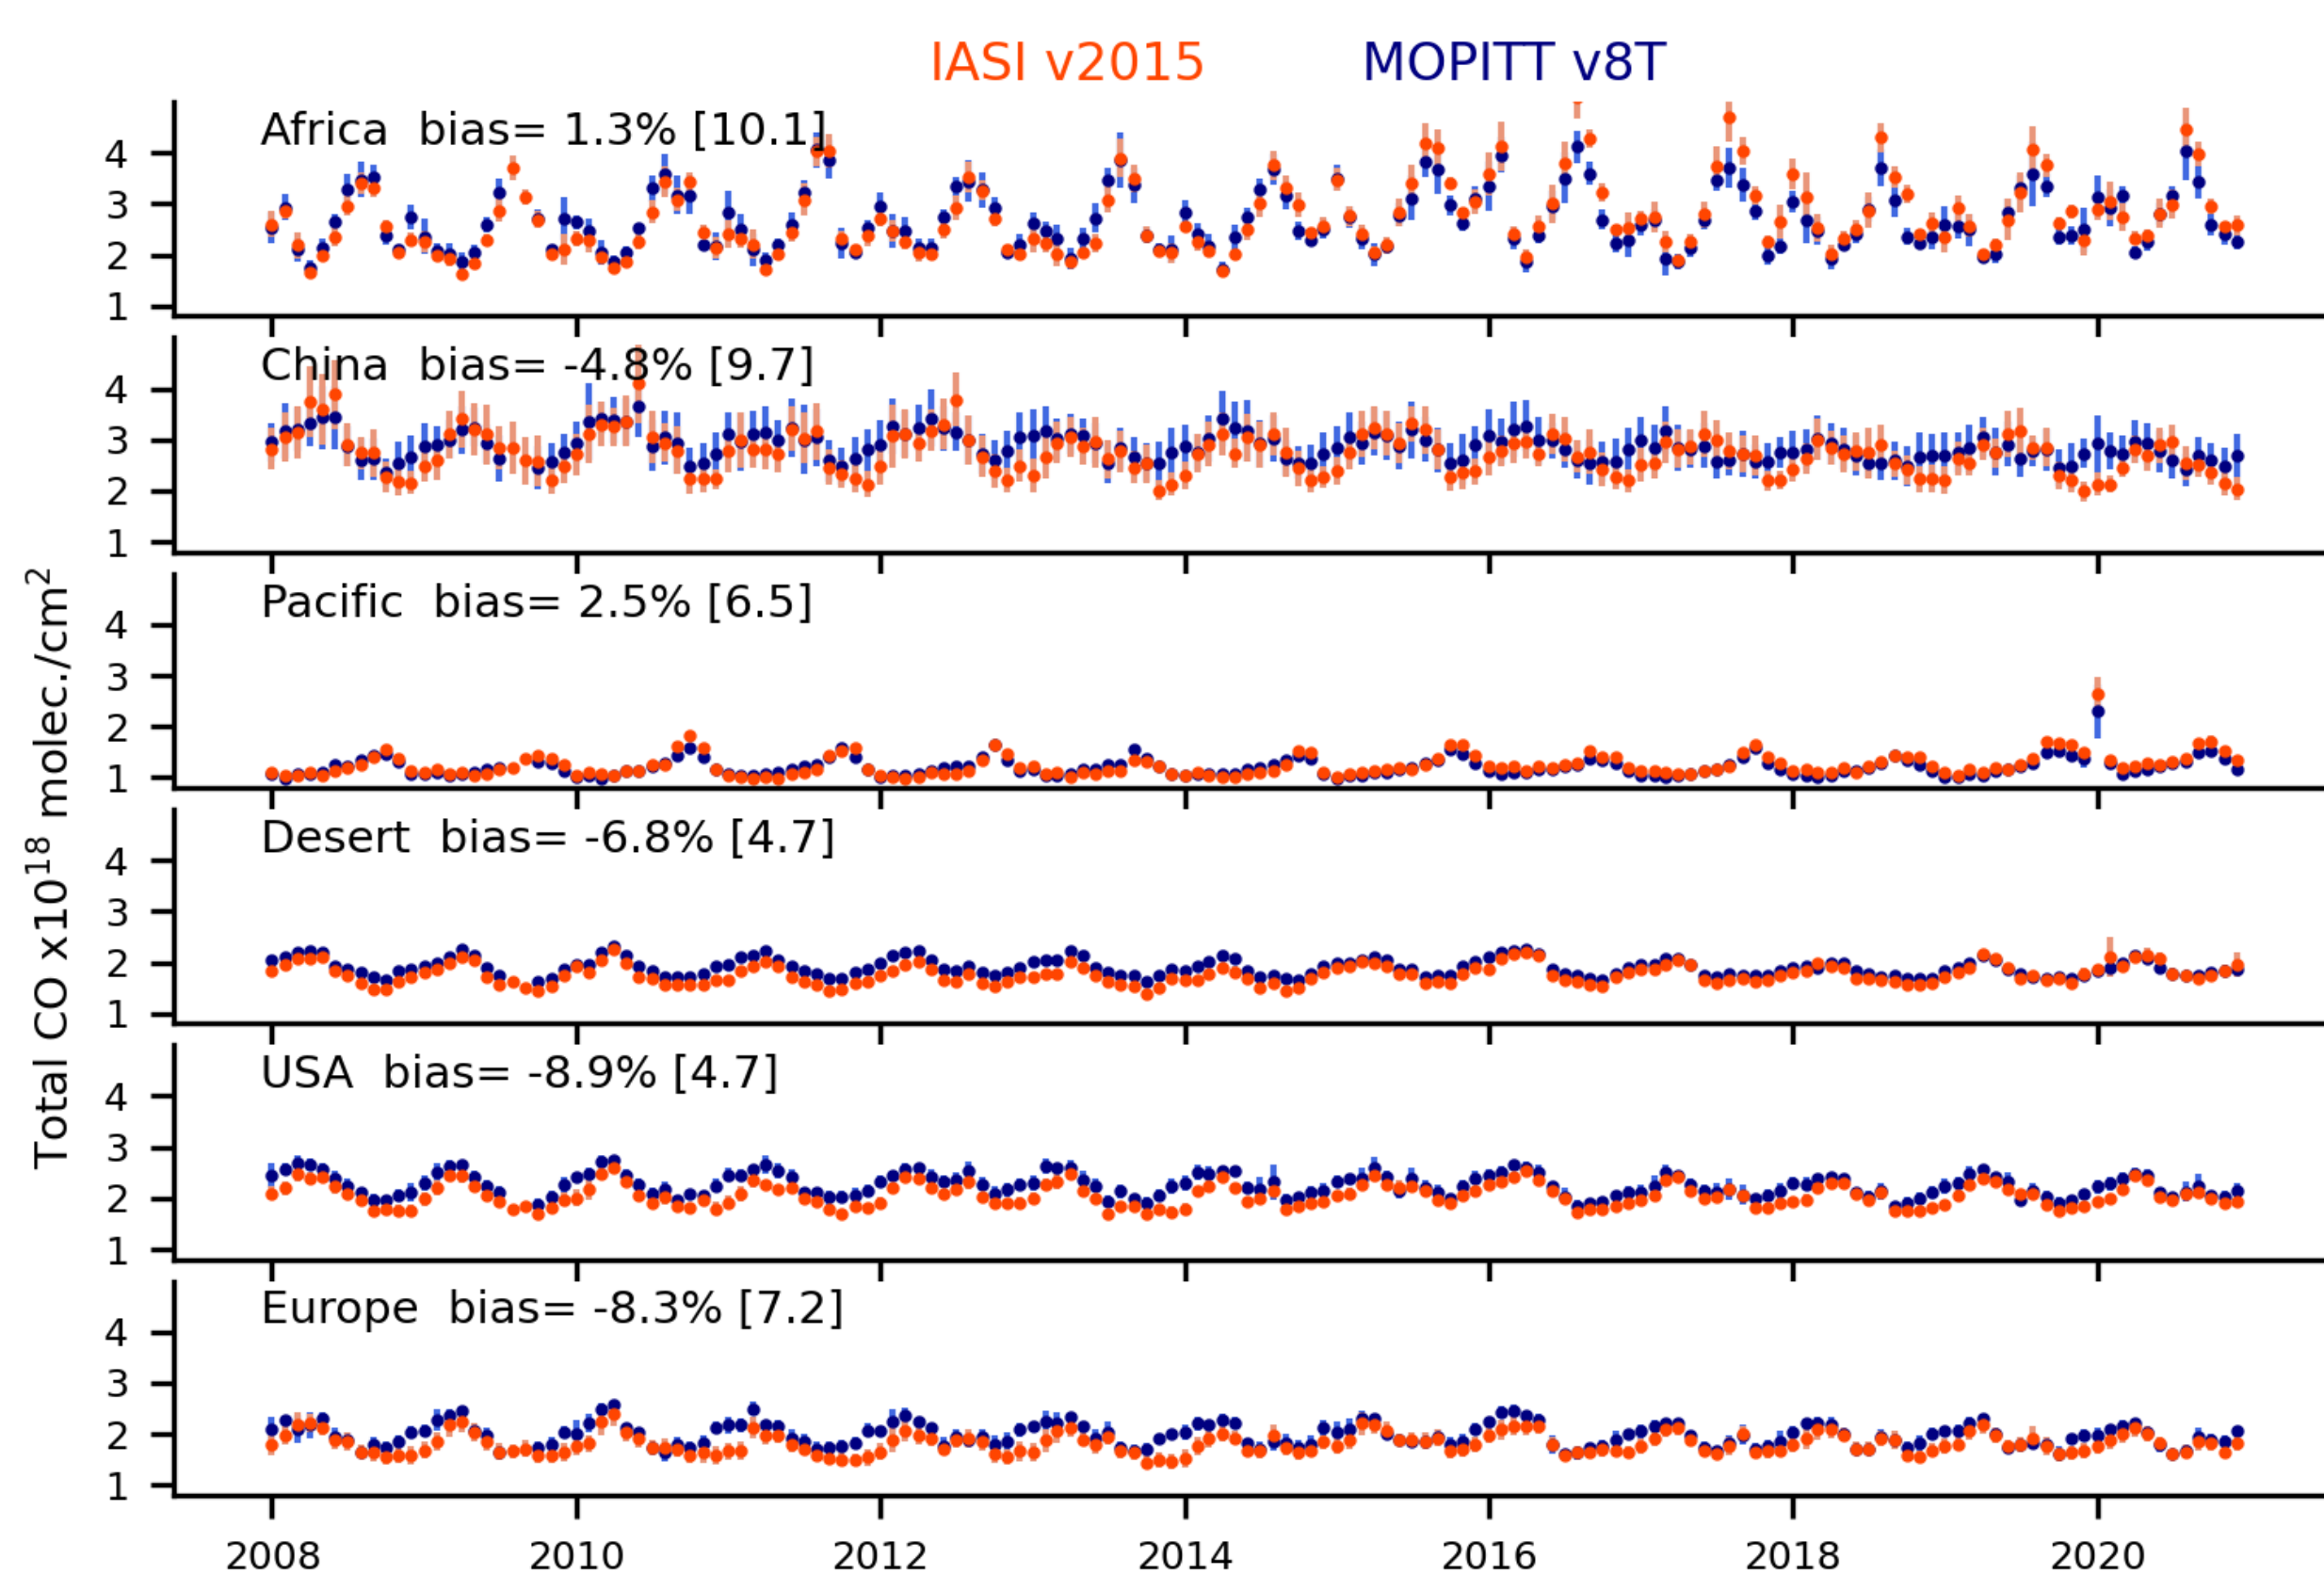 IASI v2015 MOPITT v8T
Africa bias= 1.3% [10.1]
4
3
2
1
China bias= -4.8% [9.7]
4
3
2
1
Pacific bias= 2.5% [6.5]
4
3
2
1
Desert bias= -6.8% [4.7]
4
3
2
1
USA bias= -8.9% [4.7]
4
3
2
1
Europe bias= -8.3% [7.2]
4
3
2
1
2008 2010 2012 2014 2016 2018 2020
Total CO x10¹⁸ molec./cm²